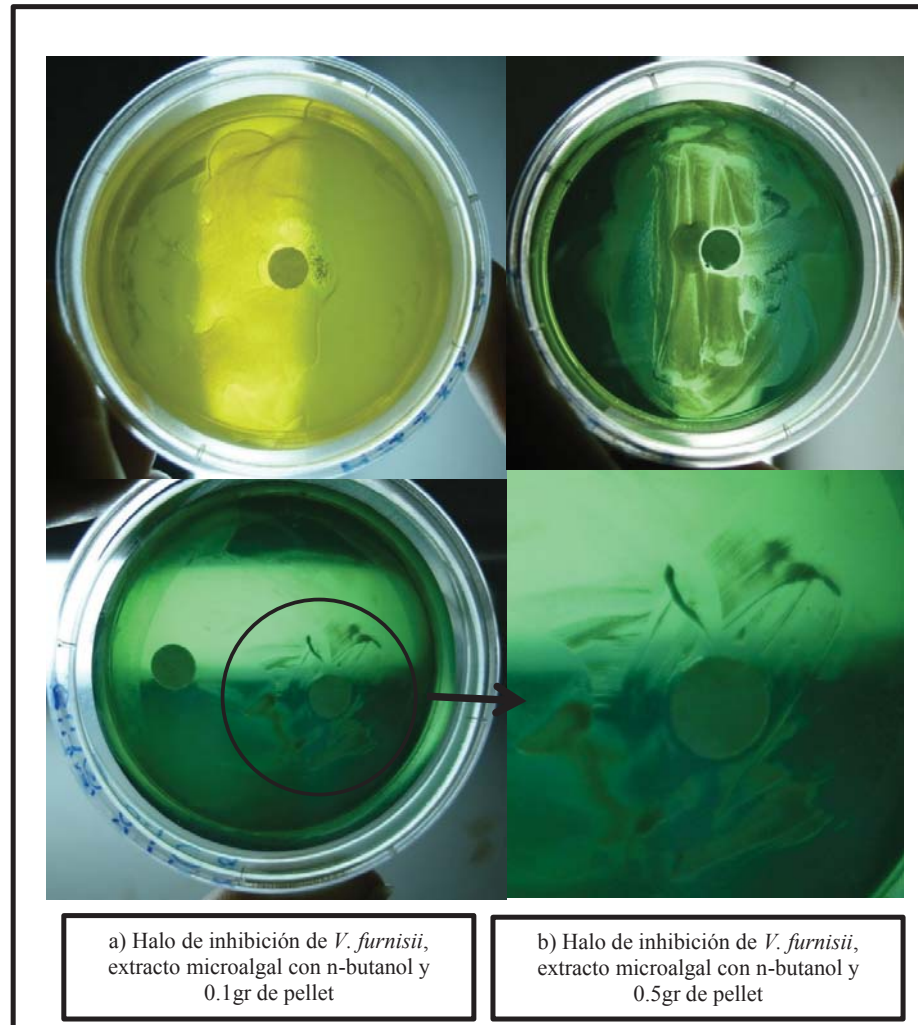 a) Halo de inhibición de V. furnisii,
extracto microalgal con n-butanol y
0.1gr de pellet
b) Halo de inhibición de V. furnisii,
extracto microalgal con n-butanol y
0.5gr de pellet